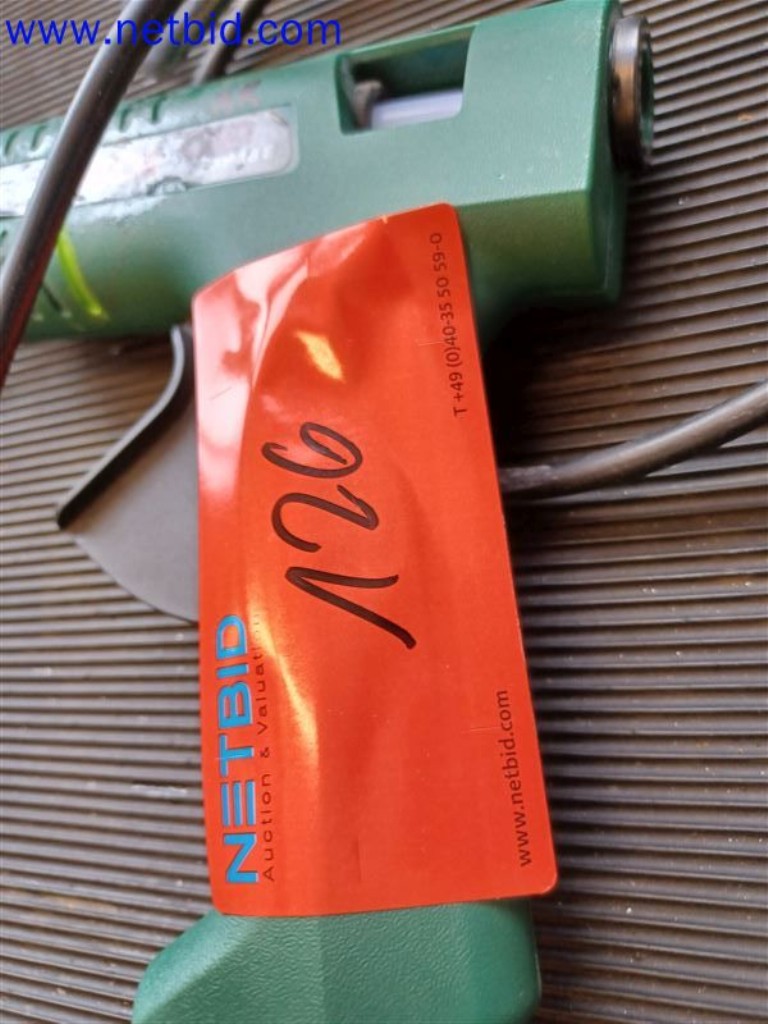 www.netbid.com
NETBID
Auction & Valuation
126
T +49 (0)40-35 50 59-0
www.netbid.com